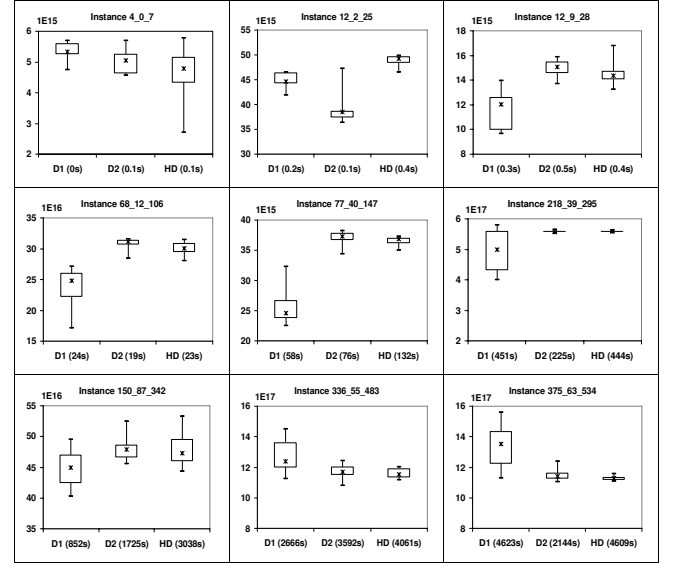 Instance 4_0_7
1E15
6
5
4
3
2
D1 (0s) D2 (0.1s) HD (0.1s)
Instance 12_2_25
1E15
55
50
45
40
35
30
D1 (0.2s) D2 (0.1s) HD (0.4s)
Instance 12_9_28
1E15
18
16
14
12
10
8
D1 (0.3s) D2 (0.5s) HD (0.4s)
Instance 68_12_106
1E16
35
30
25
20
15
D1 (24s) D2 (19s) HD (23s)
Instance 77_40_147
1E15
40
35
30
25
20
D1 (58s) D2 (76s) HD (132s)
Instance 218_39_295
1E17
6
5
4
3
2
D1 (451s) D2 (225s) HD (444s)
Instance 150_87_342
1E16
55
50
45
40
35
D1 (852s) D2 (1725s) HD (3038s)
Instance 336_55_483
1E17
16
14
12
10
8
D1 (2666s) D2 (3592s) HD (4061s)
Instance 375_63_534
1E17
16
14
12
10
8
D1 (4623s) D2 (2144s) HD (4609s)